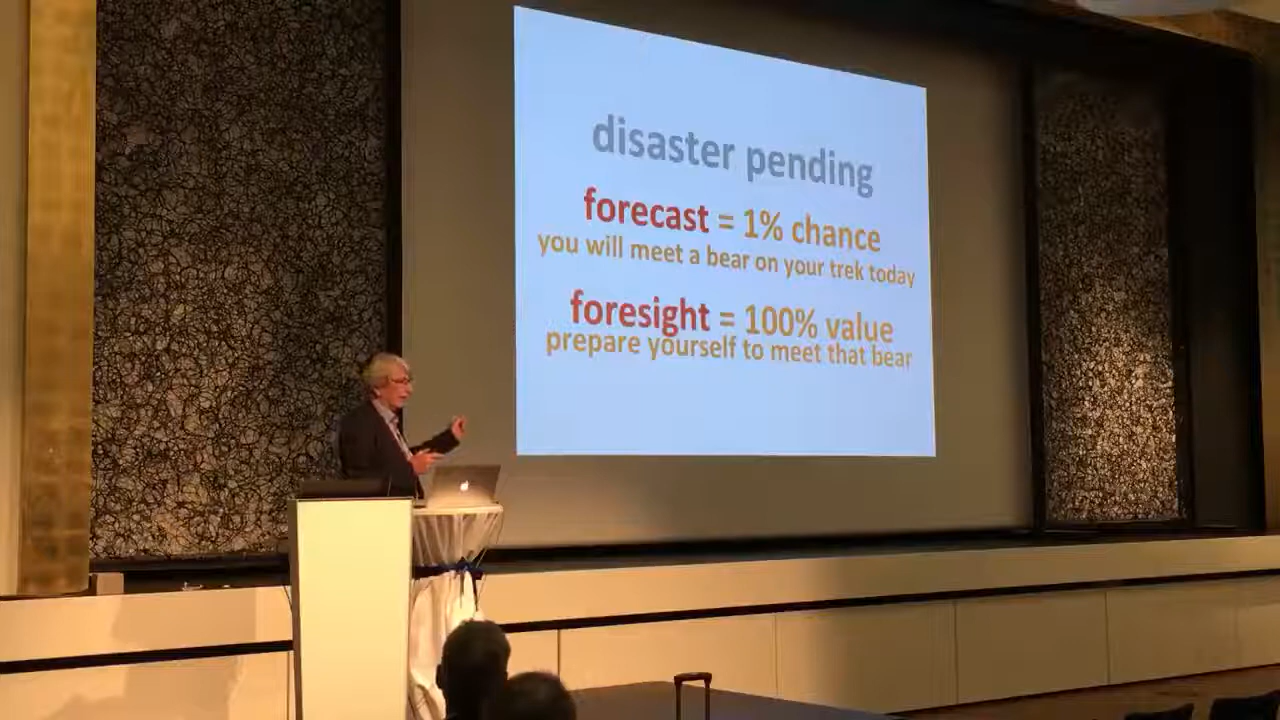 disaster pending
forecast = 1% chance
you will meet a bear on your trek today
foresight = 100% value
prepare yourself to meet that bear